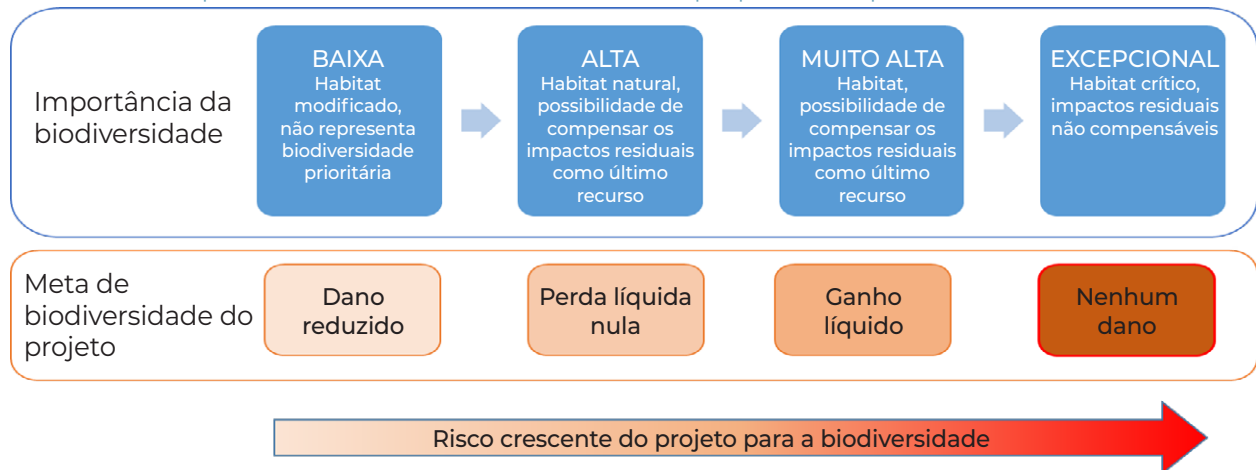 Importância da
biodiversidade
BAIXA
Habitat
modificado,
não representa
biodiversidade
prioritária
ALTA
Habitat natural,
possibilidade de
compensar os
impactos residuais
como último
recurso
MUITO ALTA
Habitat,
possibilidade de
compensar os
impactos residuais
como último
recurso
EXCEPCIONAL
Habitat crítico,
impactos residuais
não compensáveis
Meta de
biodiversidade do
projeto
Dano
reduzido
Perda líquida
nula
Ganho
líquido
Nenhum
dano
Risco crescente do projeto para a biodiversidade